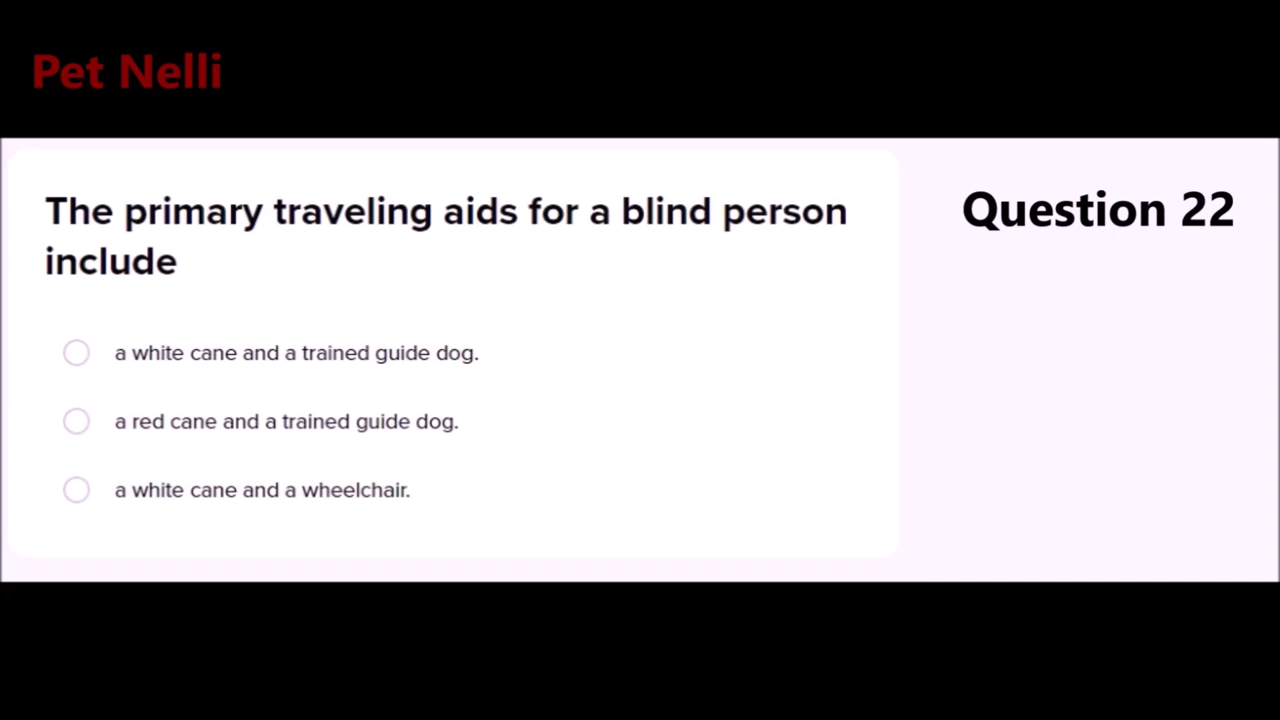 Pet Nelli
The primary traveling aids for a blind person
include
Question 22
a white cane and a trained guide dog.
a red cane and a trained guide dog.
a white cane and a wheelchair.